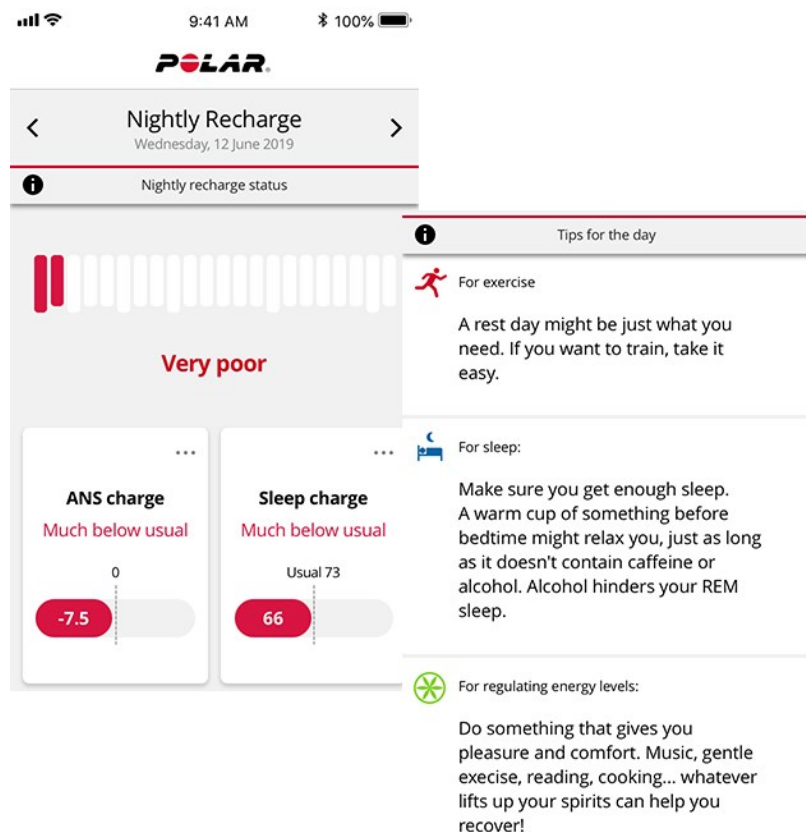 9:41 AM
100%
POLAR
Nightly Recharge
Wednesday, 12 June 2019
Nightly recharge status
Very poor
ANS charge
Much below usual
0
-7.5
Sleep charge
Much below usual
Usual 73
66
Tips for the day
For exercise
A rest day might be just what you
need. If you want to train, take it
easy.
For sleep:
Make sure you get enough sleep.
A warm cup of something before
bedtime might relax you, just as long
as it doesn't contain caffeine or
alcohol. Alcohol hinders your REM
sleep.
For regulating energy levels:
Do something that gives you
pleasure and comfort. Music, gentle
execise, reading, cooking... whatever
lifts up your spirits can help you
recover!